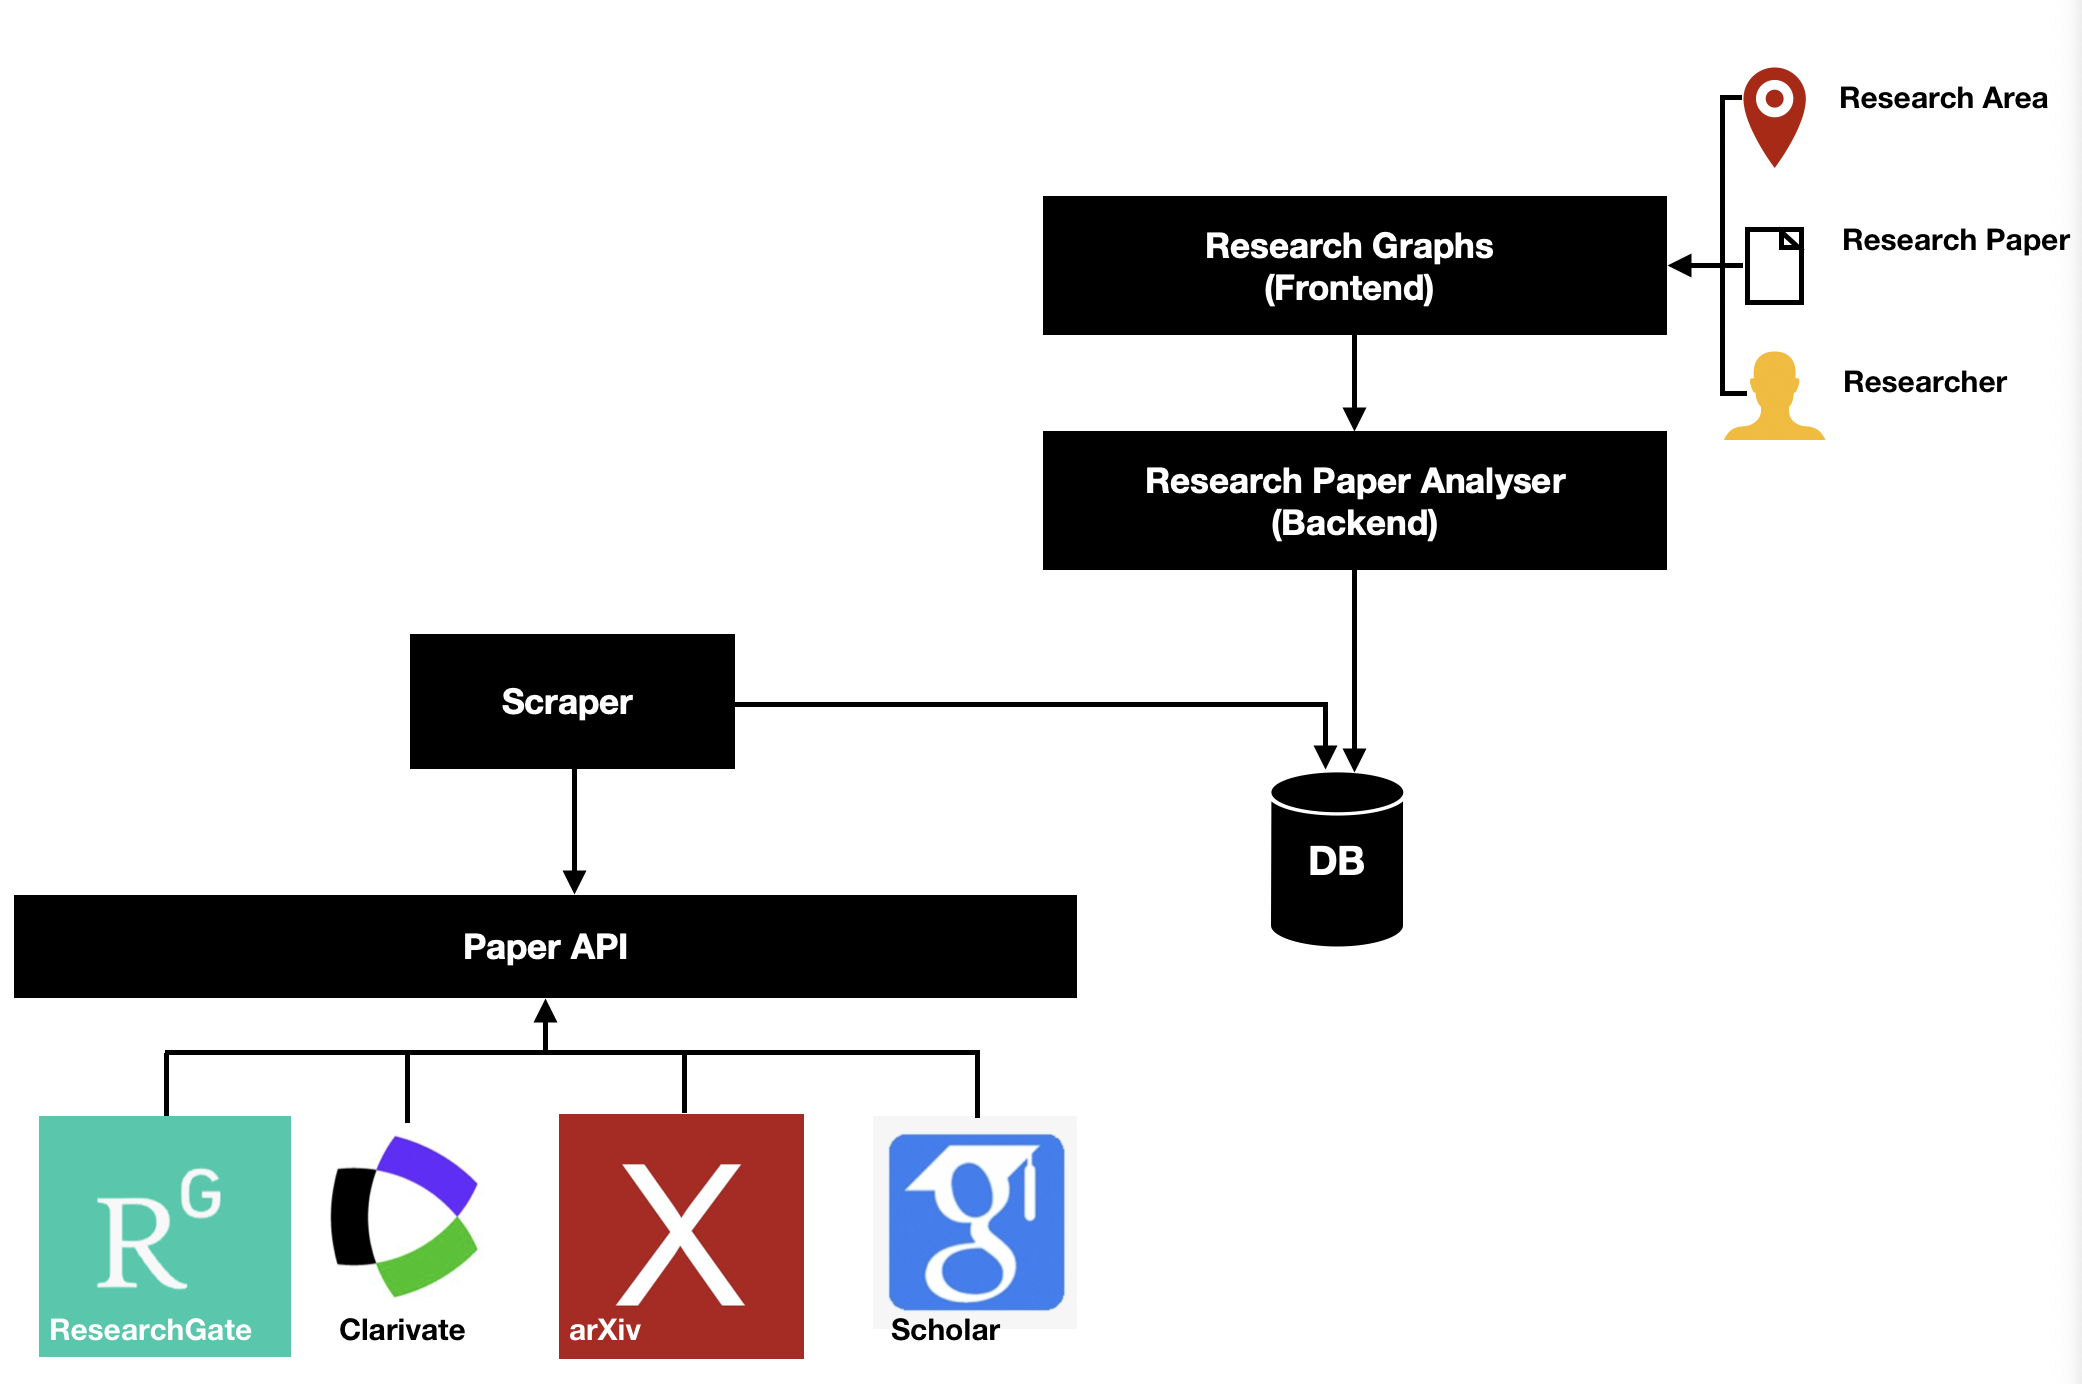 Research Area
Research Graphs
(Frontend)
Research Paper
Researcher
Research Paper Analyser
(Backend)
Scraper
DB
Paper API
RG
ResearchGate
Clarivate
X
arXiv
g
Scholar